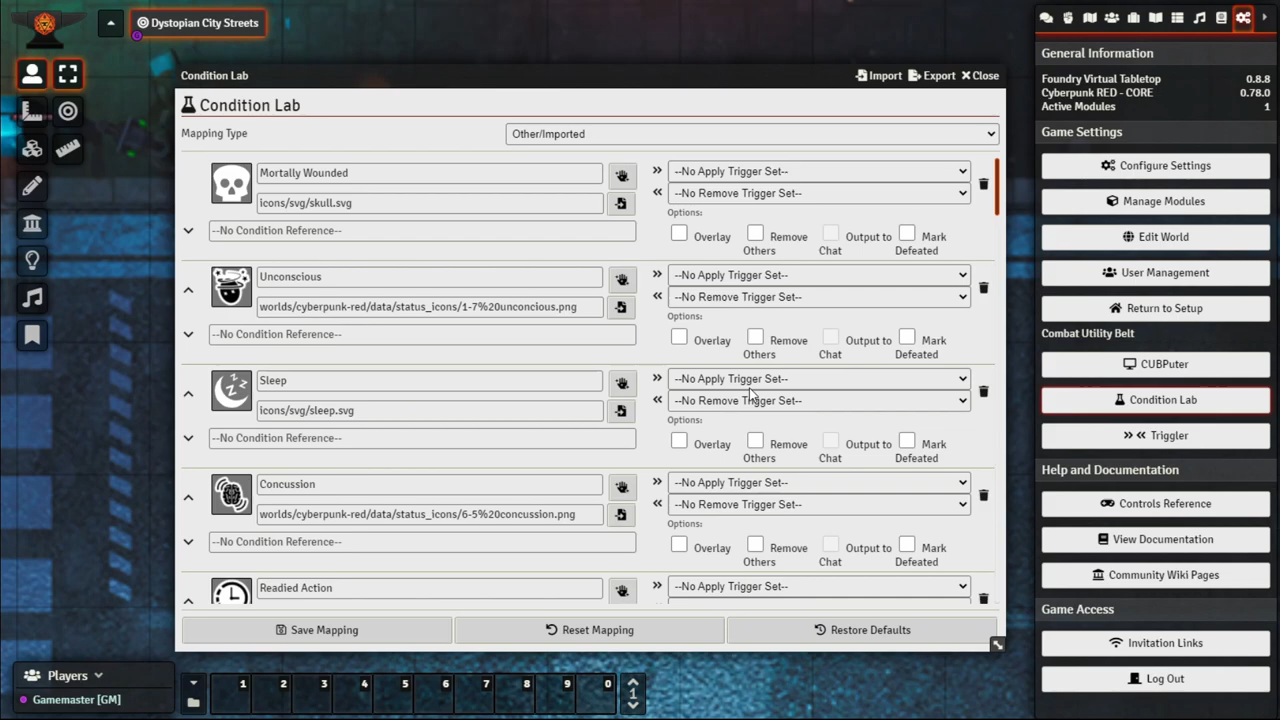 Dystopian City Streets
G
Condition Lab
Import
Export
Close
Condition Lab
Mapping Type
Other/Imported
Mortally Wounded
icons/svg/skull.svg
--No Condition Reference--
--No Apply Trigger Set--
--No Remove Trigger Set--
Options:
Overlay
Remove Others
Output to Chat
Mark Defeated
Unconscious
worlds/cyberpunk-red/data/status_icons/1-7%20unconcious.png
--No Condition Reference--
--No Apply Trigger Set--
--No Remove Trigger Set--
Options:
Overlay
Remove Others
Output to Chat
Mark Defeated
Sleep
icons/svg/sleep.svg
--No Condition Reference--
--No Apply Trigger Set--
--No Remove Trigger Set--
Options:
Overlay
Remove Others
Output to Chat
Mark Defeated
Concussion
worlds/cyberpunk-red/data/status_icons/6-5%20concussion.png
--No Condition Reference--
--No Apply Trigger Set--
--No Remove Trigger Set--
Options:
Overlay
Remove Others
Output to Chat
Mark Defeated
Readied Action
--No Apply Trigger Set--
Save Mapping
Reset Mapping
Restore Defaults
Players
Gamemaster [GM]
1 2 3 4 5 6 7 8 9 0
1
General Information
Foundry Virtual Tabletop 0.8.8
Cyberpunk RED - CORE 0.78.0
Active Modules 1
Game Settings
Configure Settings
Manage Modules
Edit World
User Management
Return to Setup
Combat Utility Belt
CUBPuter
Condition Lab
Triggler
Help and Documentation
Controls Reference
View Documentation
Community Wiki Pages
Game Access
Invitation Links
Log Out